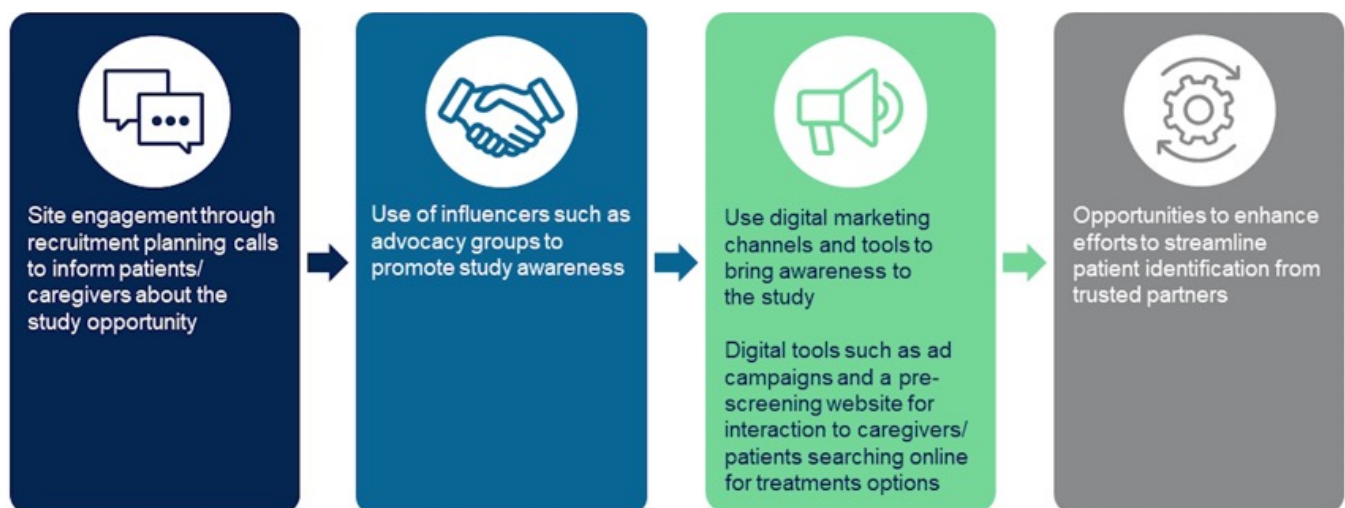 Site engagement through
recruitment planning calls
to inform patients/
caregivers about the
study opportunity
Use of influencers such as
advocacy groups to
promote study awareness
Use digital marketing
channels and tools to
bring awareness to
the study
Digital tools such as ad
campaigns and a pre-
screening website for
interaction to caregivers/
patients searching online
for treatments options
Opportunities to enhance
efforts to streamline
patient identification from
trusted partners